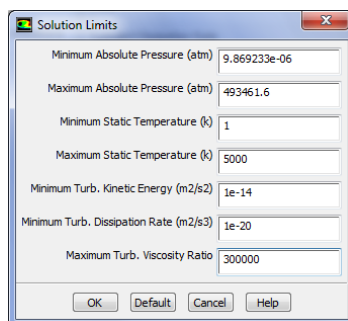 Solution Limits
Minimum Absolute Pressure (atm) 9.869233e-06
Maximum Absolute Pressure (atm) 493461.6
Minimum Static Temperature (k) 1
Maximum Static Temperature (k) 5000
Minimum Turb. Kinetic Energy (m2/s2) 1e-14
Minimum Turb. Dissipation Rate (m2/s3) 1e-20
Maximum Turb. Viscosity Ratio 300000
OK Default Cancel Help